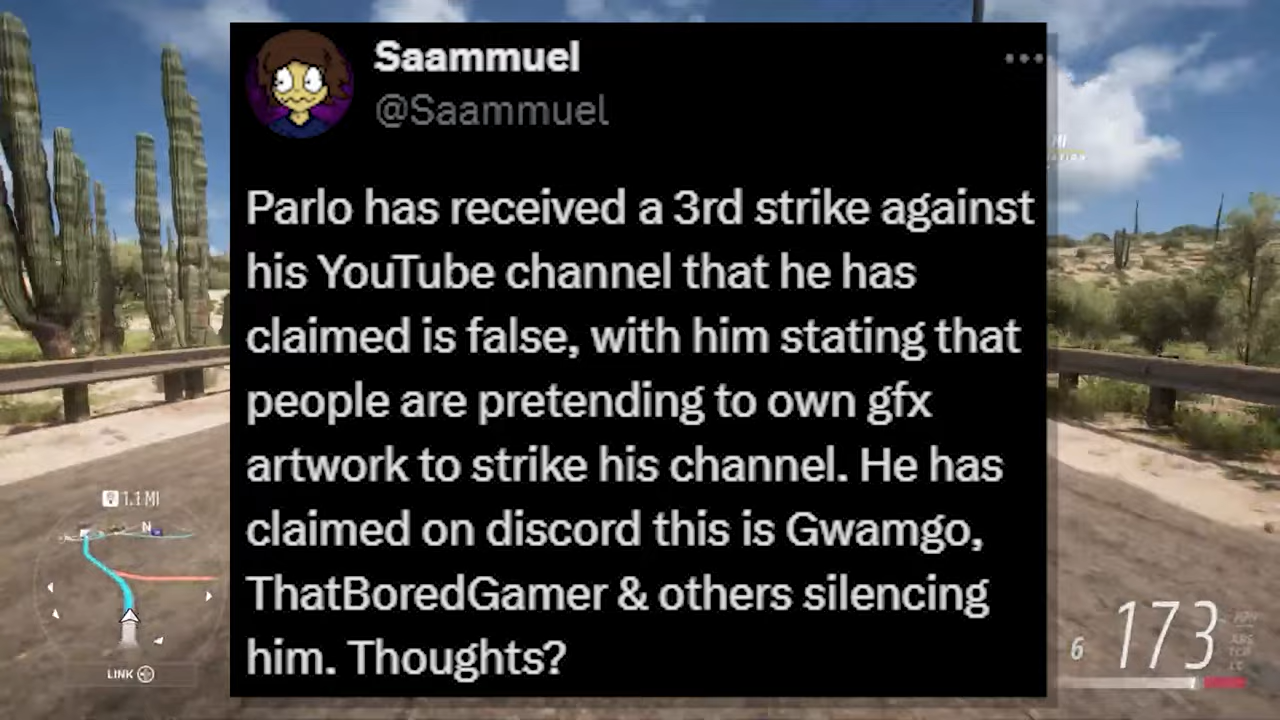 Saammuel
@Saammuel
Parlo has received a 3rd strike against
his YouTube channel that he has
claimed is false, with him stating that
people are pretending to own gfx
artwork to strike his channel. He has
claimed on discord this is Gwamgo,
ThatBoredGamer & others silencing
him. Thoughts?
1.1 MI
N
LINK
6
173